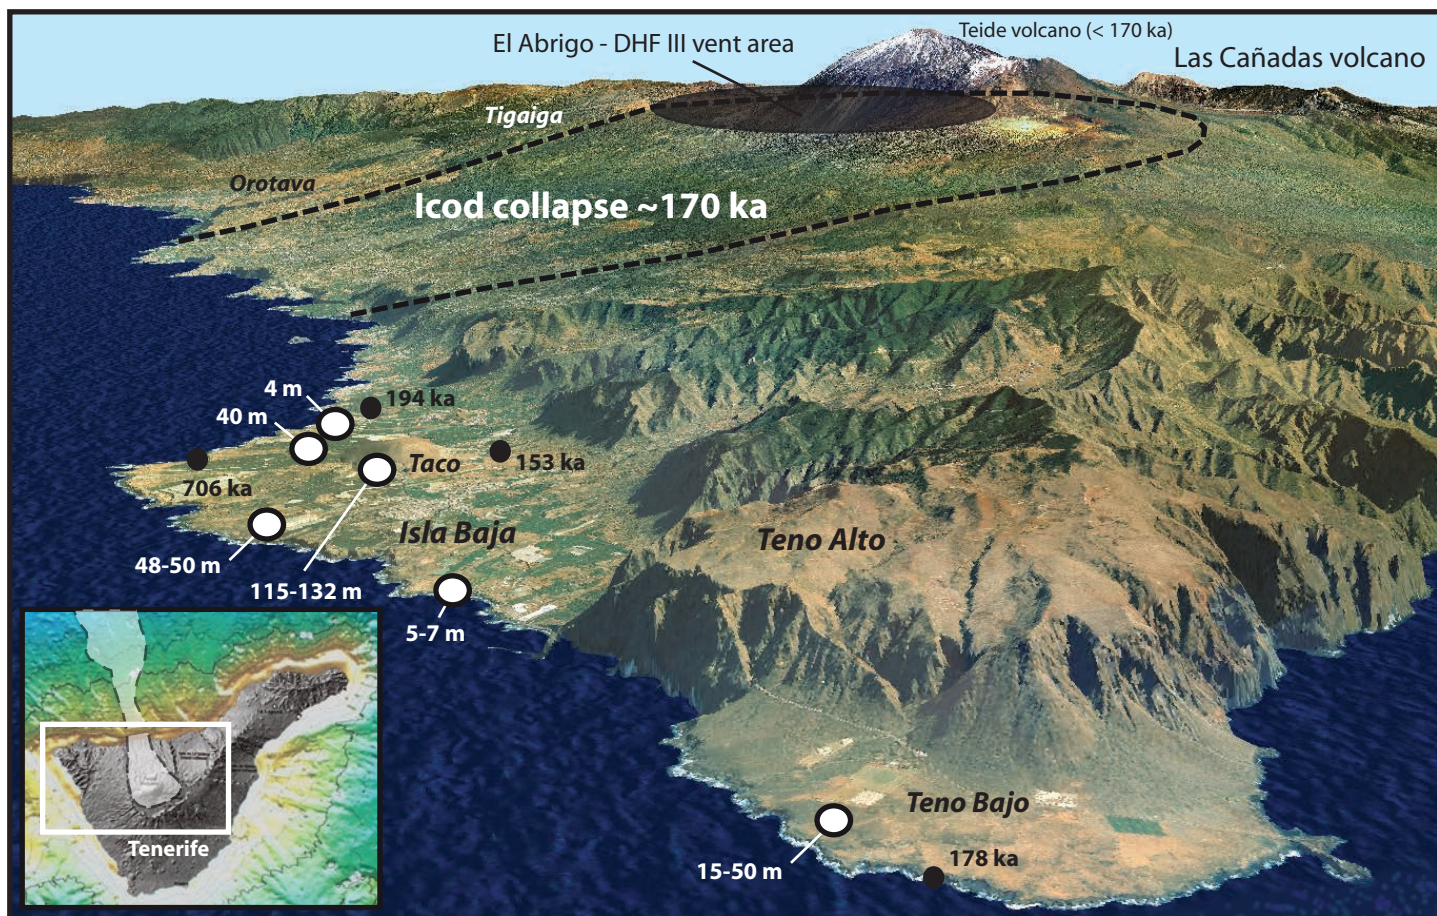 Teide volcano (< 170 ka)
El Abrigo - DHF III vent area
Las Cañadas volcano
Tigaiga
Orotava
Icod collapse ~170 ka
4 m
194 ka
40 m
Taco
153 ka
706 ka
Isla Baja
Teno Alto
48-50 m
115-132 m
5-7 m
Teno Bajo
Tenerife
15-50 m
178 ka